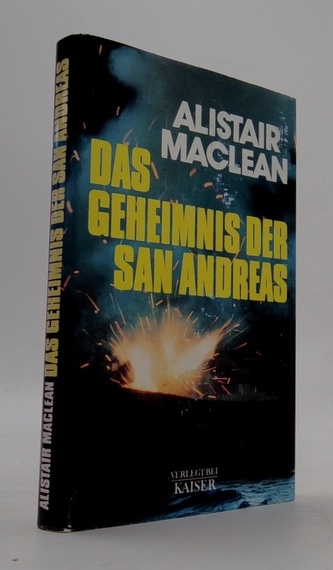 ALISTAIR
MACLEAN
DAS
GEHEIMNIS DER
SAN ANDREAS
VERLEGT BEI
KAISER
ALISTAIR MACLEAN DAS GEHEIMNIS DER SAN ANDREAS